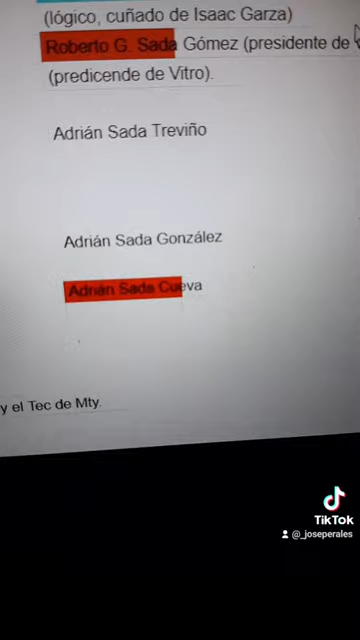 (lógico, cuñado de Isaac Garza)
Roberto G. Sada Gómez (presidente de
(predicende de Vitro).
Adrián Sada Treviño
Adrián Sada González
Adrián Sada Cueva
y el Tec de Mty.
TikTok
@_joseperales